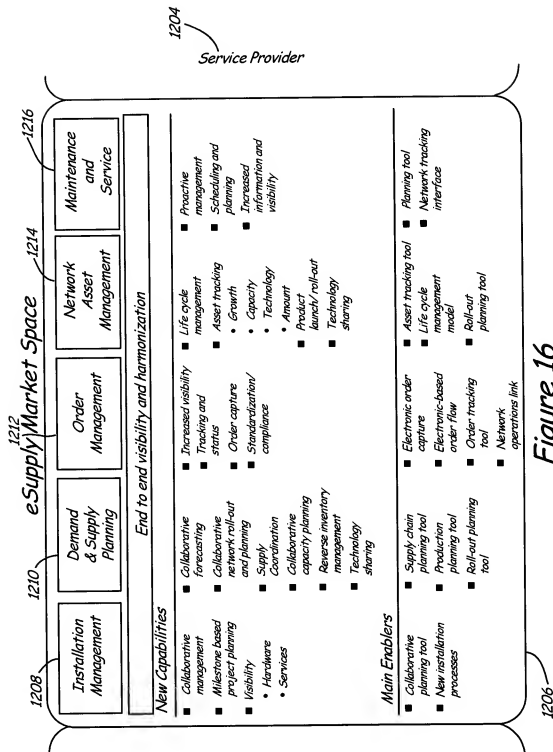 eSupply Market Space
1208
Installation
Management
1210
Demand
& Supply
Planning
1212
Order
Management
1214
Network
Asset
Management
1216
Maintenance
and
Service
1204
Service Provider
End to end visibility and harmonization
New Capabilities
■ Collaborative
management
■ Milestone based
project planning
■ Visibility
• Hardware
• Services
■ Collaborative
forecasting
■ Collaborative
network roll-out
and planning
■ Supply
Coordination
■ Collaborative
capacity planning
■ Reverse inventory
management
■ Technology
sharing
■ Increased visibility
■ Tracking and
status
■ Order capture
■ Standardization/
compliance
■ Life cycle
management
■ Asset tracking
• Growth
• Capacity
• Technology
• Amount
■ Product
launch/ roll-out
■ Technology
sharing
■ Proactive
management
■ Scheduling and
planning
■ Increased
information and
visibility
Main Enablers
■ Collaborative
planning tool
■ New installation
processes
■ Supply chain
planning tool
■ Production
planning tool
■ Roll-out planning
tool
■ Electronic order
capture
■ Electronic-based
order flow
■ Order tracking
tool
■ Network
operations link
■ Asset tracking tool
■ Life cycle
management
model
■ Roll-out
planning tool
■ Planning tool
■ Network tracking
interface
1206
Figure 16